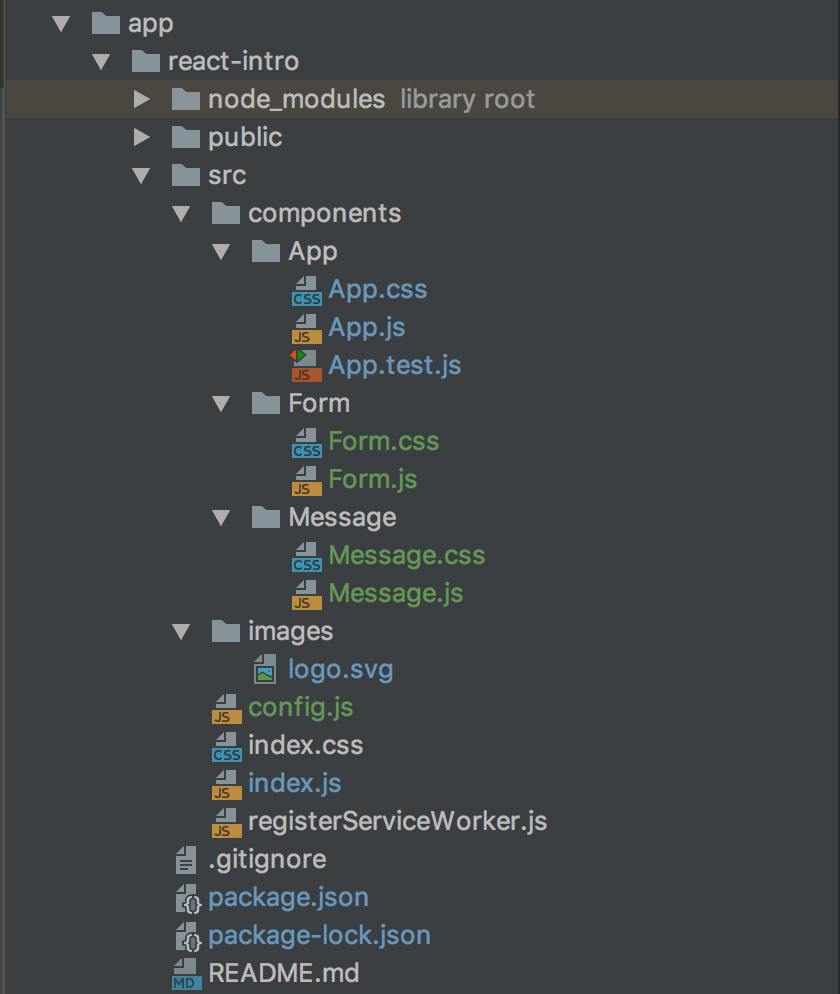 app
react-intro
node_modules library root
public
src
components
App
CSS App.css
JS App.js
JS App.test.js
Form
CSS Form.css
JS Form.js
Message
CSS Message.css
JS Message.js
images
logo.svg
JS config.js
CSS index.css
JS index.js
JS registerServiceWorker.js
.gitignore
{} package.json
{} package-lock.json
MD README.md